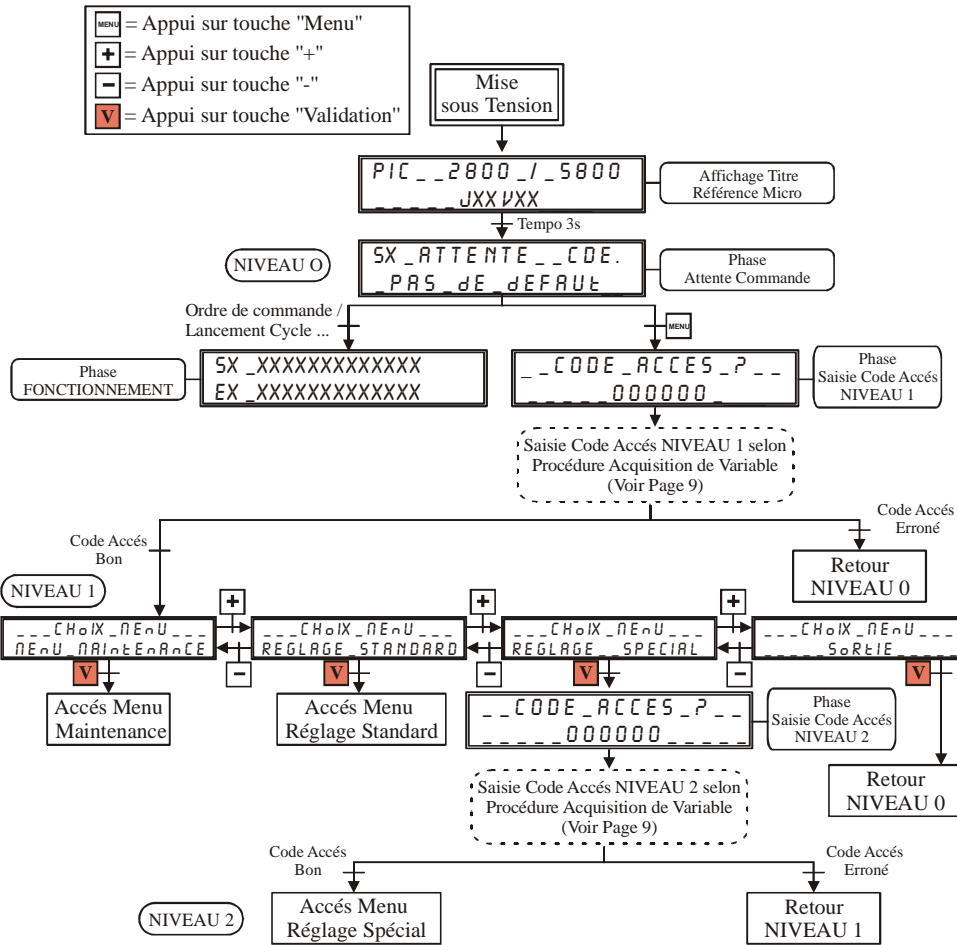 MENU = Appui sur touche "Menu"
+ = Appui sur touche "+"
− = Appui sur touche "-"
V = Appui sur touche "Validation"
Mise
sous Tension
PIC__2800_/_5800
_____JXXVXX
Affichage Titre
Référence Micro
Tempo 3s
NIVEAU O
SX_ATTENTE__CDE.
_PAS_dE_dEFAUt_
Phase
Attente Commande
Ordre de commande /
Lancement Cycle ...
MENU
Phase
FONCTIONNEMENT
SX_XXXXXXXXXXXXX
EX_XXXXXXXXXXXXX
__CODE_ACCES_?__
_____000000_
Phase
Saisie Code Accés
NIVEAU 1
Saisie Code Accés NIVEAU 1 selon
Procédure Acquisition de Variable
(Voir Page 9)
Code Accés
Bon
Code Accés
Erroné
Retour
NIVEAU 0
NIVEAU 1
+
+
+
___CHoIX_MEnU___
MEnU_MAIntEnAnCE
___CHoIX_MEnU___
REGLAGE_STANDARD
___CHoIX_MEnU___
REGLAGE__SPECIAL
___CHoIX_MEnU___
_____SoRtIE_____
−
−
−
V
V
V
V
Accés Menu
Maintenance
Accés Menu
Réglage Standard
__CODE_ACCES_?__
_____000000_____
Phase
Saisie Code Accés
NIVEAU 2
Retour
NIVEAU 0
Saisie Code Accés NIVEAU 2 selon
Procédure Acquisition de Variable
(Voir Page 9)
Code Accés
Bon
Code Accés
Erroné
NIVEAU 2
Accés Menu
Réglage Spécial
Retour
NIVEAU 1